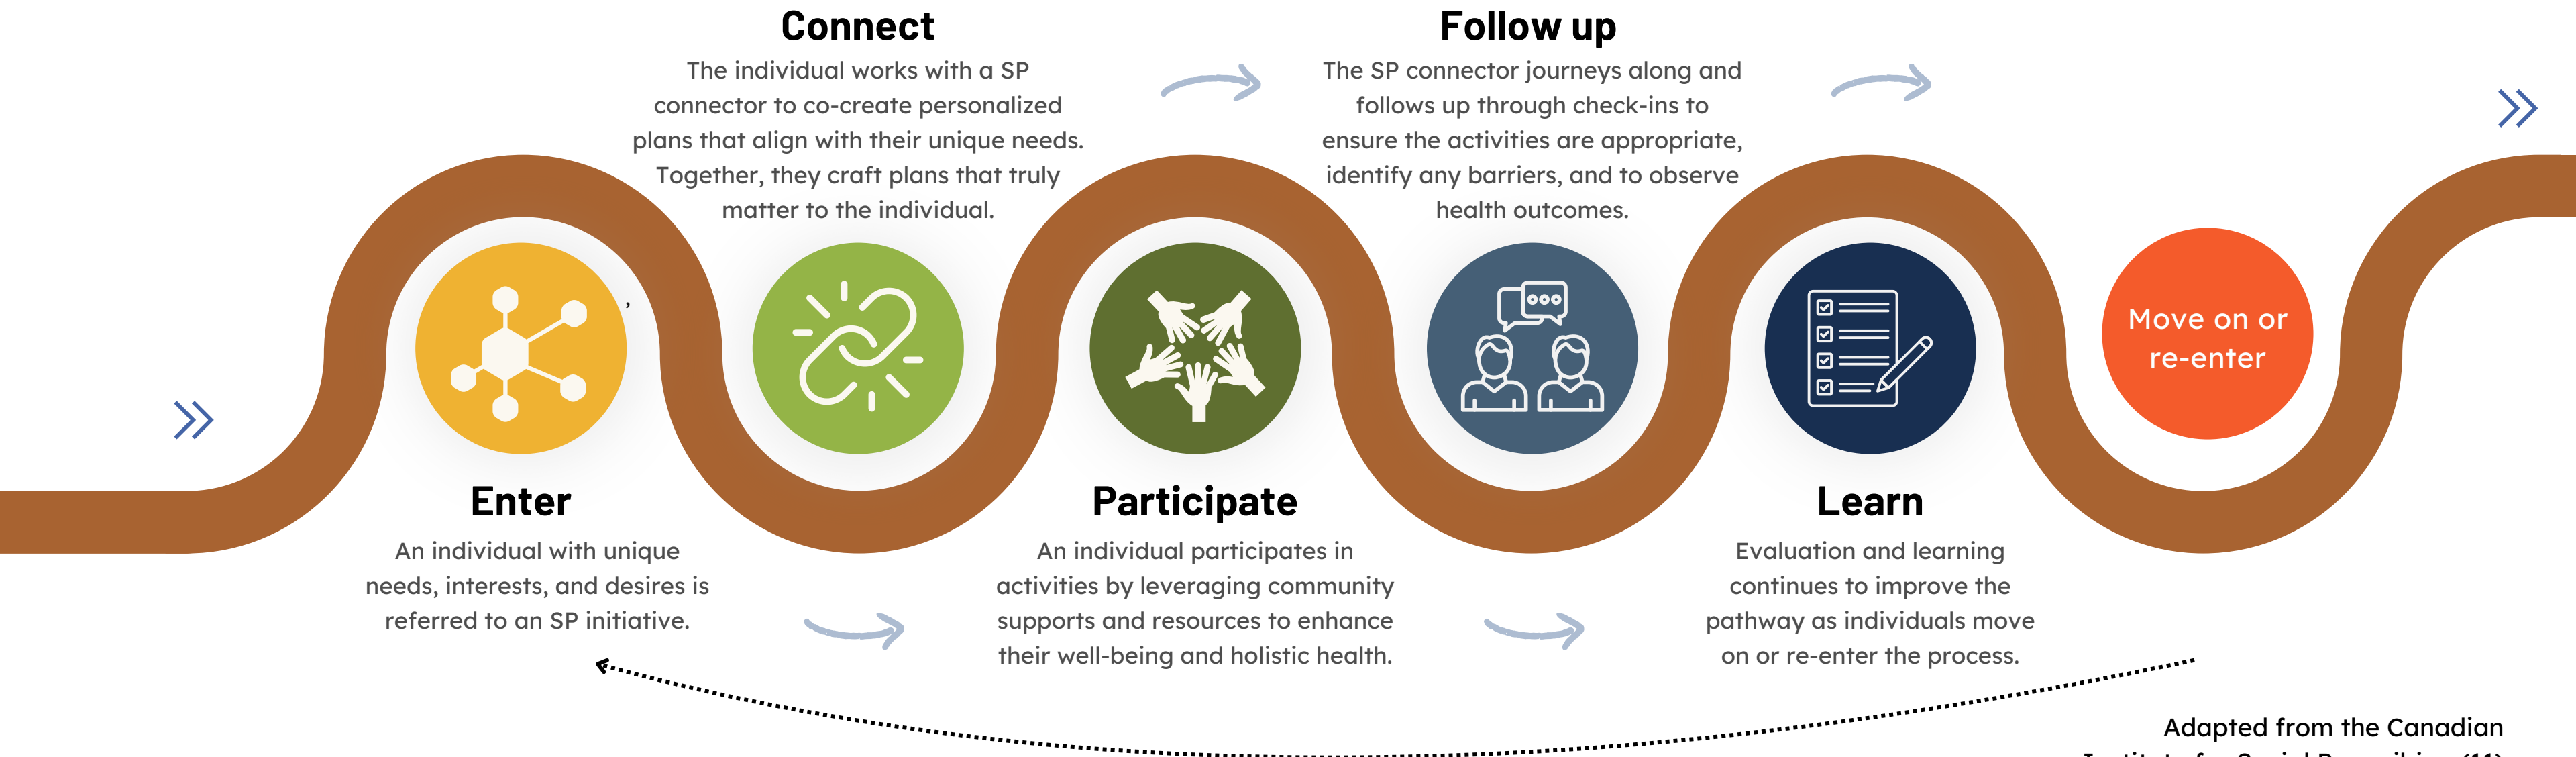 Connect
The individual works with a SP
connector to co-create personalized
plans that align with their unique needs.
Together, they craft plans that truly
matter to the individual.
Follow up
The SP connector journeys along and
follows up through check-ins to
ensure the activities are appropriate,
identify any barriers, and to observe
health outcomes.
,
Move on or
re-enter
Enter
An individual with unique
needs, interests, and desires is
referred to an SP initiative.
Participate
An individual participates in
activities by leveraging community
supports and resources to enhance
their well-being and holistic health.
Learn
Evaluation and learning
continues to improve the
pathway as individuals move
on or re-enter the process.
Adapted from the Canadian
Institute for Social Prescribing (11)